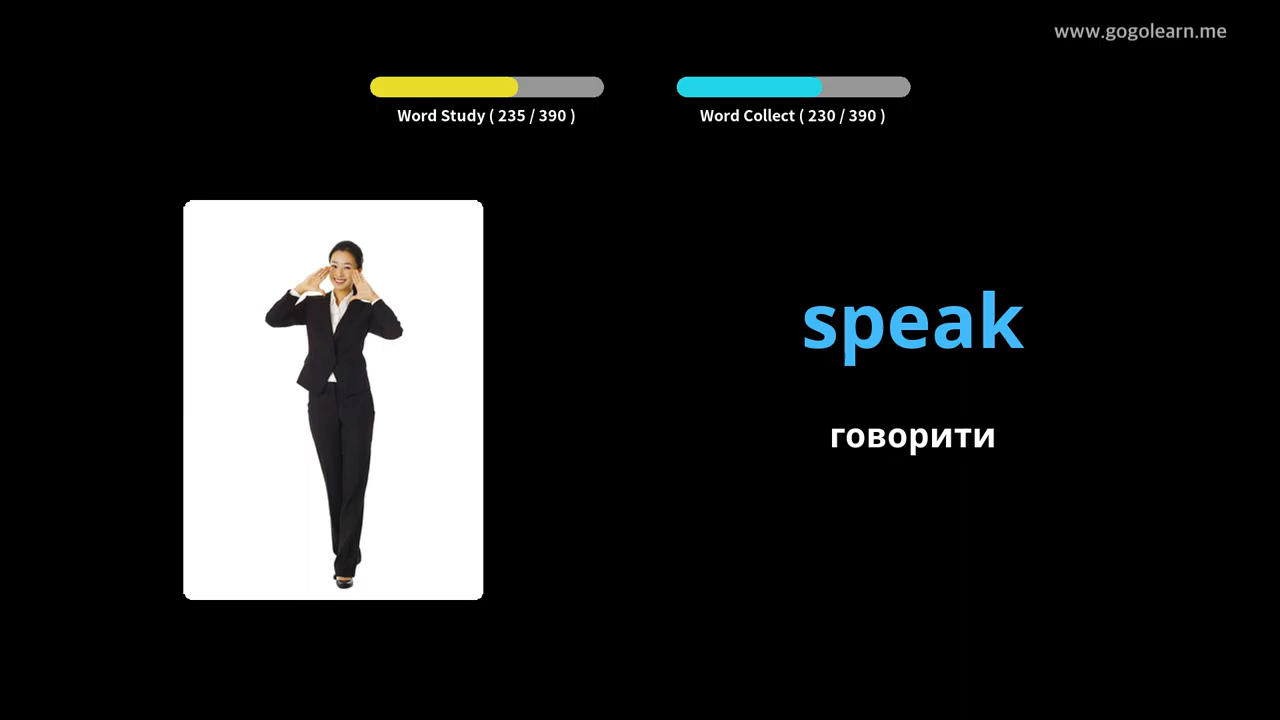 www.gogolearn.me
Word Study ( 235 / 390 )
Word Collect ( 230 / 390 )
speak
говорити